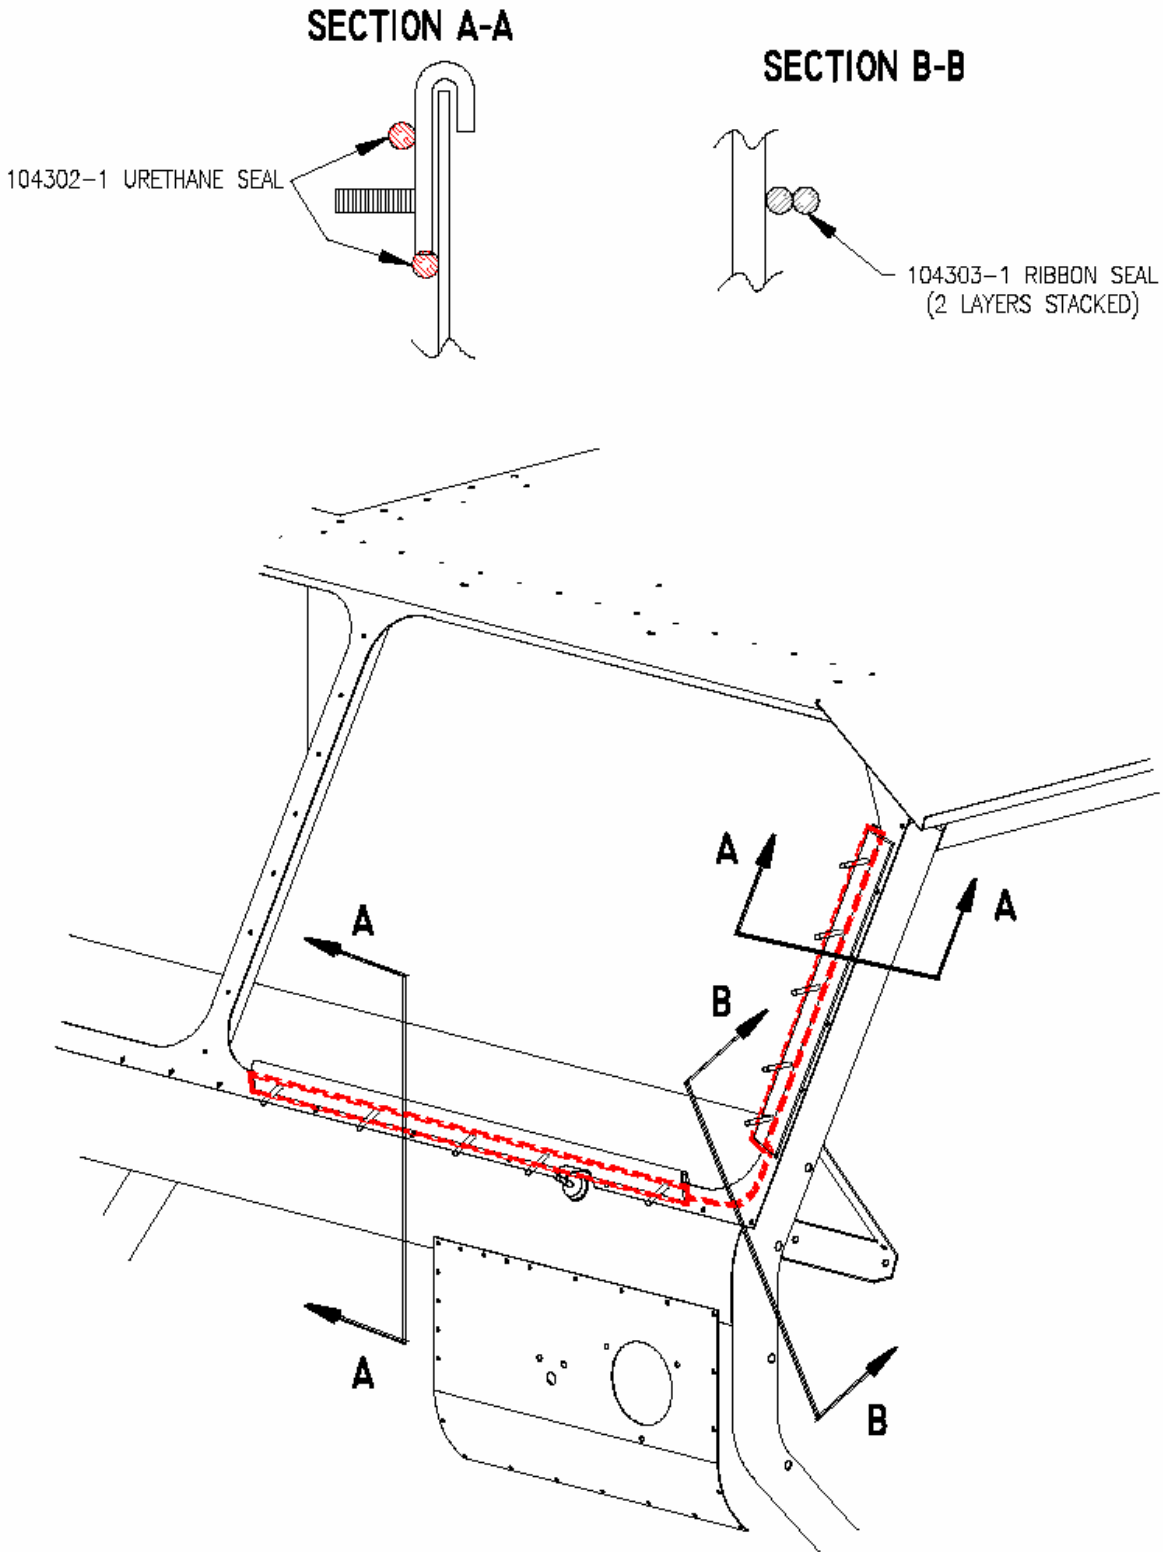 SECTION A-A
SECTION B-B
104302-1 URETHANE SEAL
104303-1 RIBBON SEAL
(2 LAYERS STACKED)
A
A
A
B
A
B